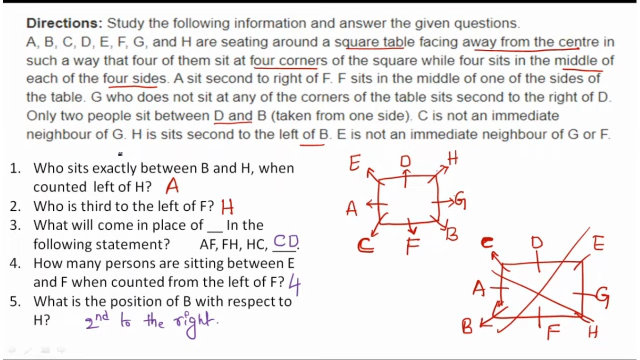 Directions: Study the following information and answer the given questions.
A, B, C, D, E, F, G, and H are seating around a square table facing away from the centre in
such a way that four of them sit at four corners of the square while four sits in the middle of
each of the four sides. A sit second to right of F. F sits in the middle of one of the sides of
the table. G who does not sit at any of the corners of the table sits second to the right of D.
Only two people sit between D and B (taken from one side). C is not an immediate
neighbour of G. H is sits second to the left of B. E is not an immediate neighbour of G or F.
1. Who sits exactly between B and H, when
counted left of H? A
2. Who is third to the left of F? H
3. What will come in place of __ In the
following statement? AF, FH, HC, CD.
4. How many persons are sitting between E
and F when counted from the left of F? 4
5. What is the position of B with respect to
H? 2nd to the right.
E D H
A G
C F B
C D E
A G
B F H